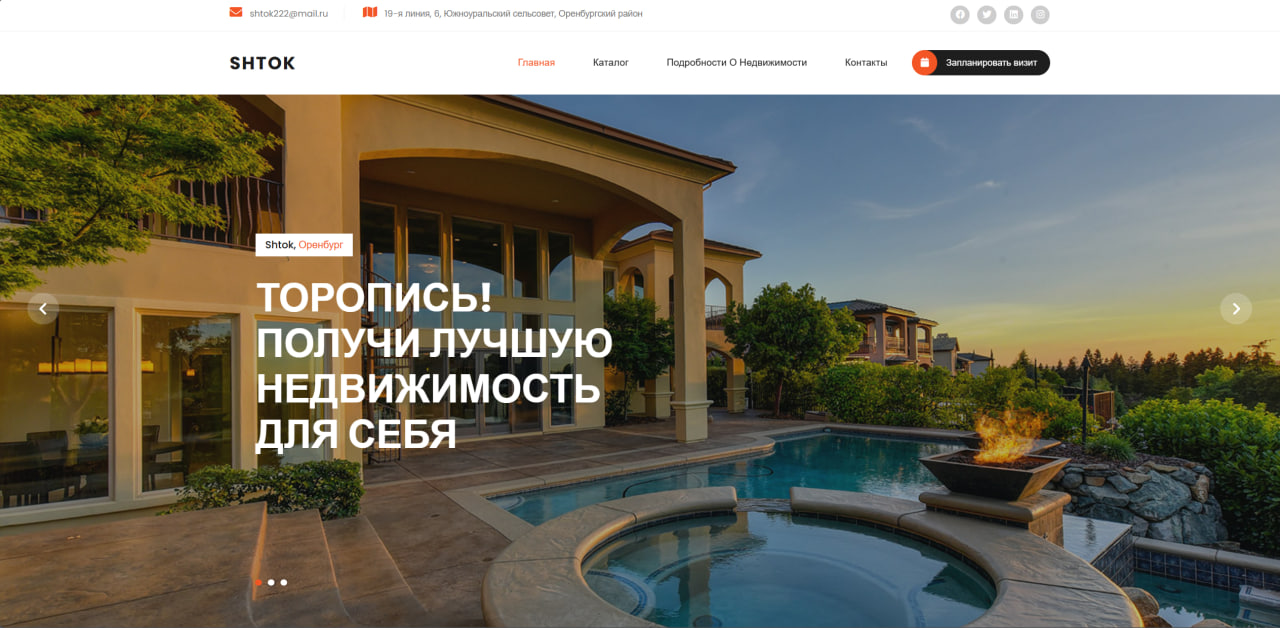 shtok222@mail.ru
19-я линия, 6, Южноуральский сельсовет, Оренбургский район
SHTOK
Главная
Каталог
Подробности О Недвижимости
Контакты
Запланировать визит
Shtok, Оренбург
ТОРОПИСЬ!
ПОЛУЧИ ЛУЧШУЮ
НЕДВИЖИМОСТЬ
ДЛЯ СЕБЯ